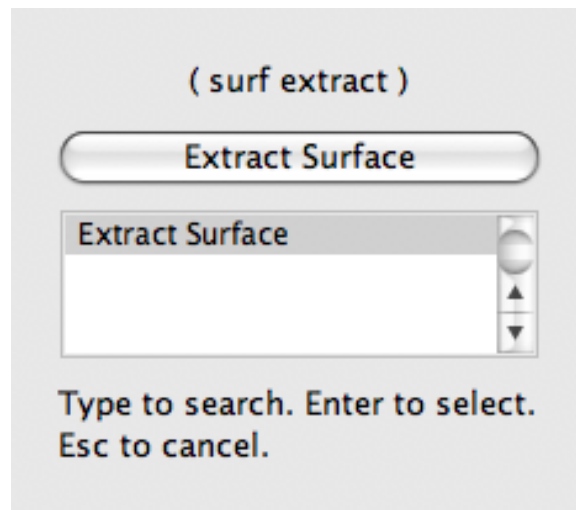 ( surf extract )
Extract Surface
Extract Surface
Type to search. Enter to select.
Esc to cancel.